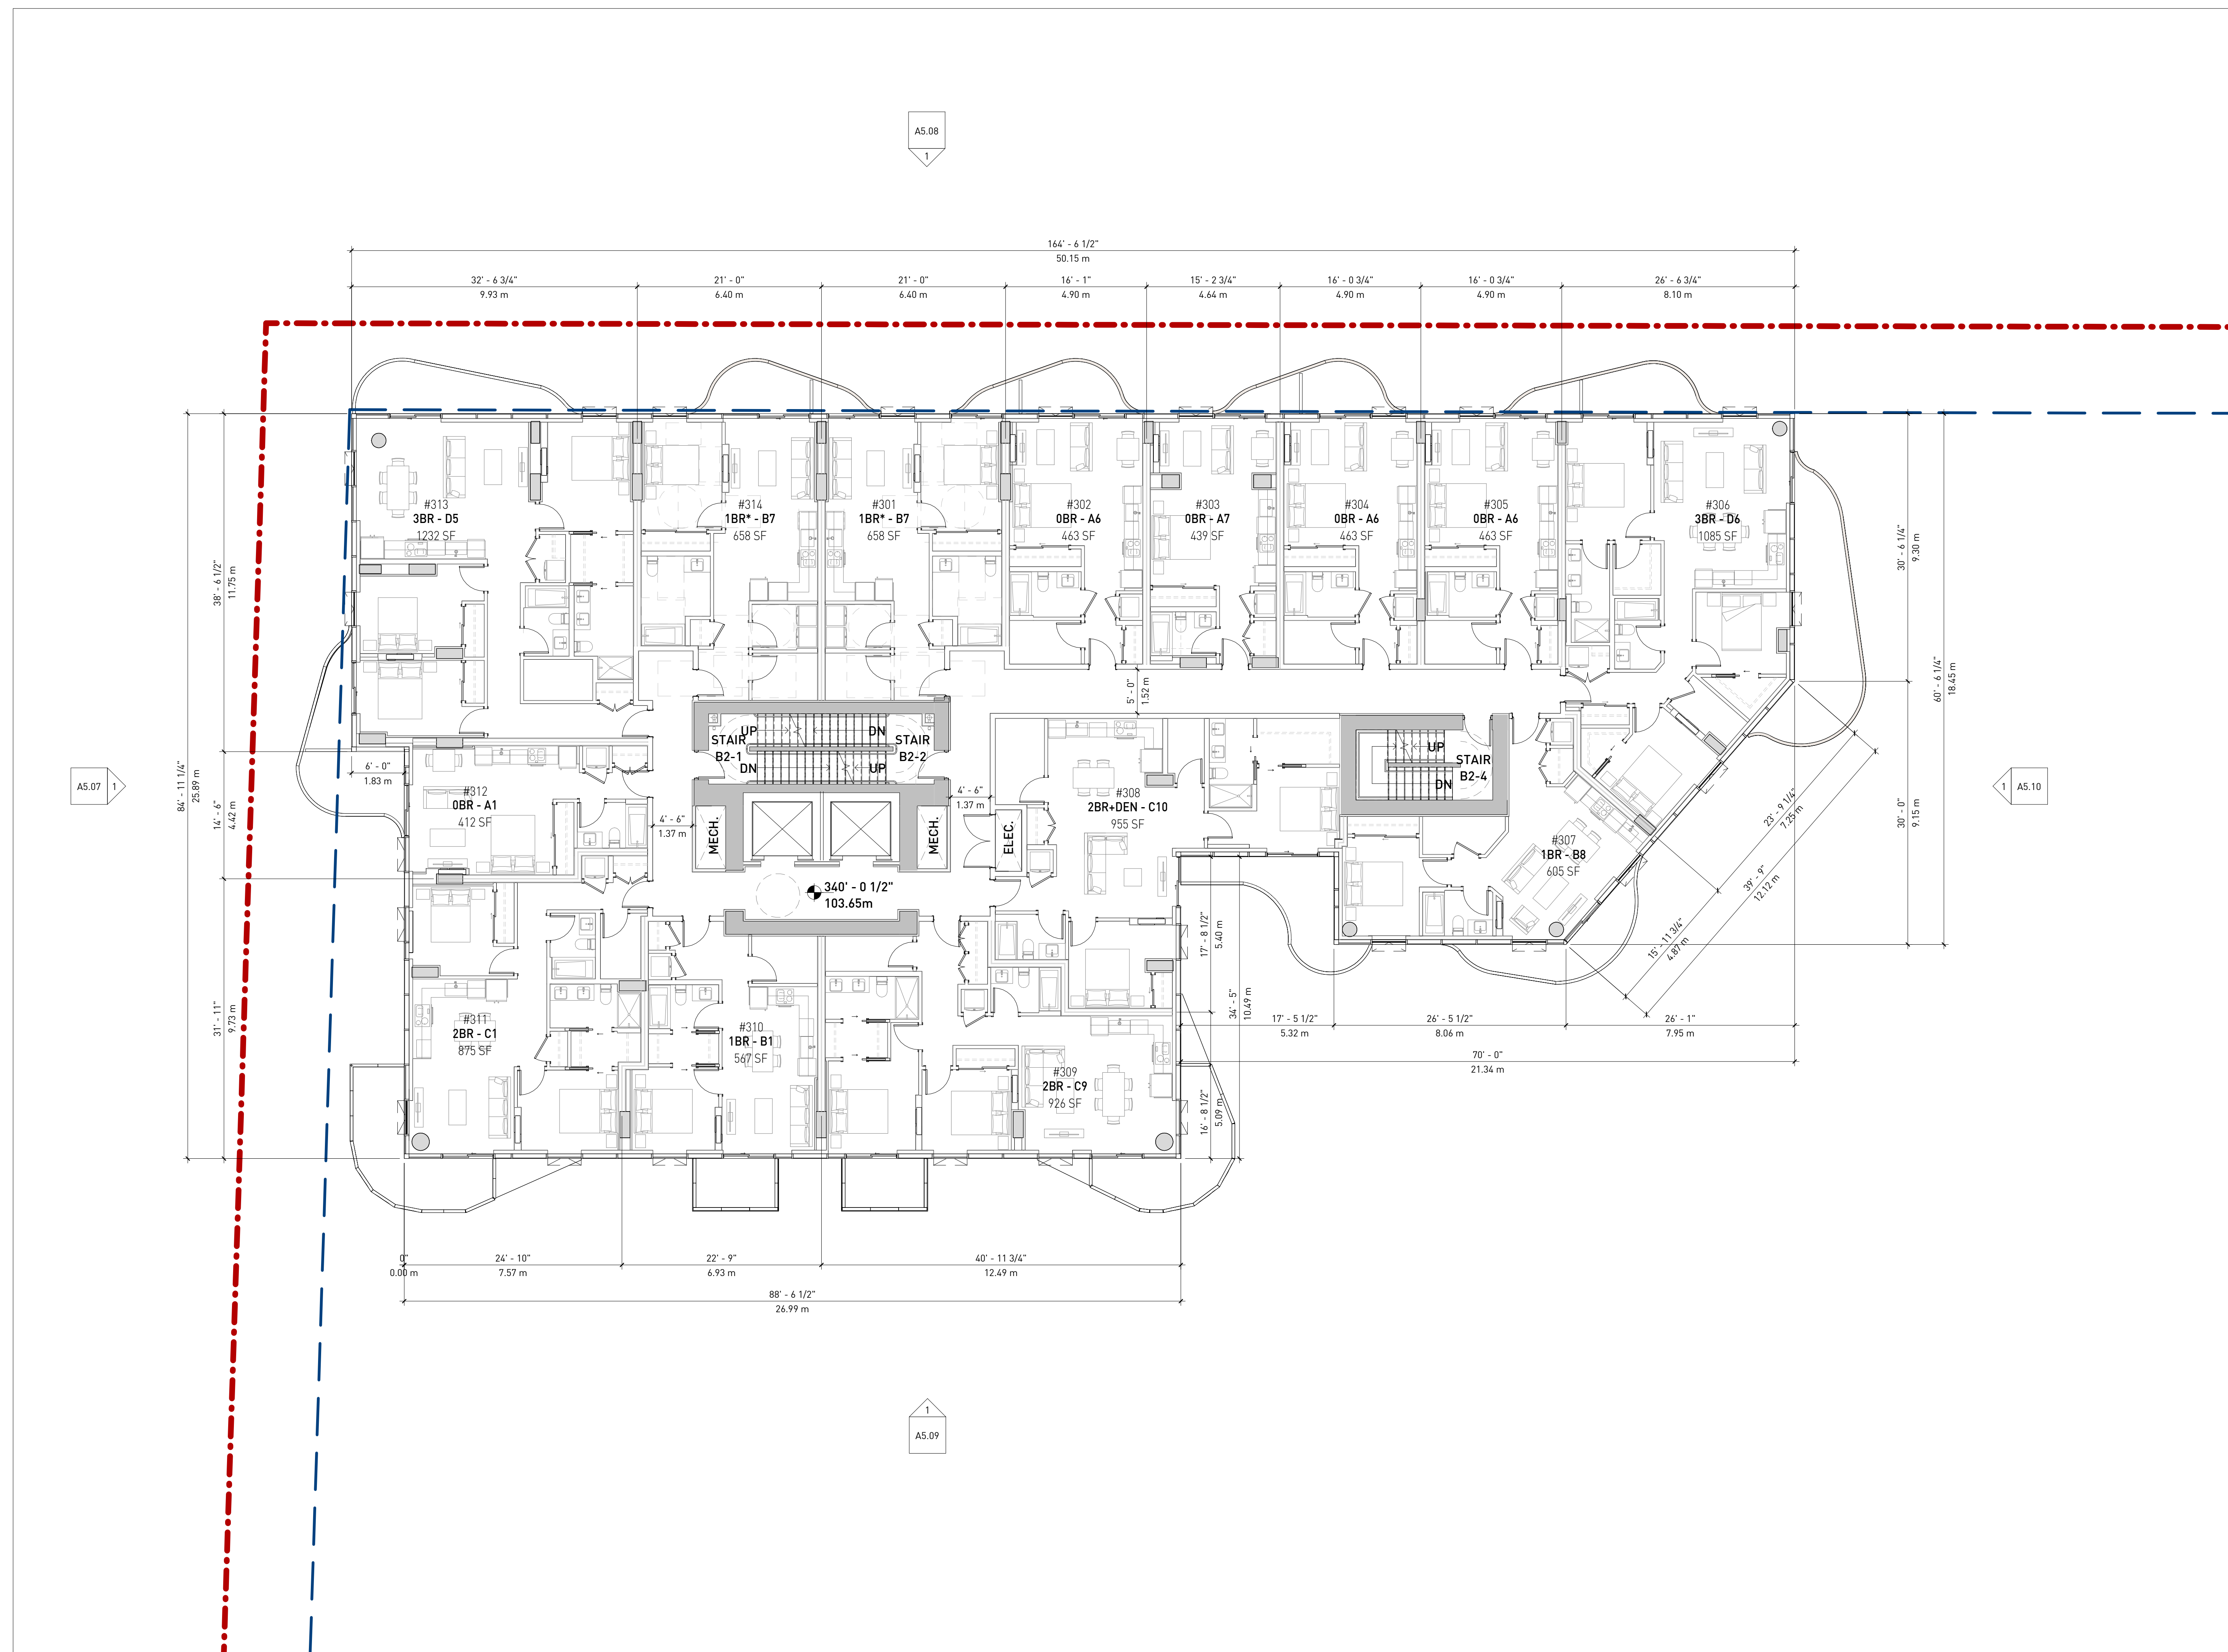 A5.08
1
164' - 6 1/2"
50.15 m
32' - 6 3/4"
9.93 m
21' - 0"
6.40 m
21' - 0"
6.40 m
16' - 1"
4.90 m
15' - 2 3/4"
4.64 m
16' - 0 3/4"
4.90 m
16' - 0 3/4"
4.90 m
26' - 6 3/4"
8.10 m
#313
3BR - D5
1232 SF
#314
1BR* - B7
658 SF
#301
1BR* - B7
658 SF
#302
0BR - A6
463 SF
#303
0BR - A7
439 SF
#304
0BR - A6
463 SF
#305
0BR - A6
463 SF
#306
3BR - D6
1085 SF
38' - 6 1/2"
11.75 m
84' - 11 1/4"
25.89 m
14' - 6"
4.42 m
31' - 11"
9.73 m
30' - 6 1/4"
9.30 m
60' - 6 1/4"
18.45 m
30' - 0"
9.15 m
5' - 0"
1.52 m
UP
DN
STAIR
B2-1
STAIR
B2-2
DN
UP
UP
STAIR
B2-4
DN
6' - 0"
1.83 m
A5.07
1
1
A5.10
#312
0BR - A1
412 SF
4' - 6"
1.37 m
MECH.
MECH.
4' - 6"
1.37 m
ELEC.
#308
2BR+DEN - C10
955 SF
#307
1BR - B8
605 SF
23' - 9 1/4"
7.25 m
39' - 9"
12.12 m
15' - 11 3/4"
4.87 m
340' - 0 1/2"
103.65m
17' - 8 1/2"
5.40 m
34' - 5"
10.49 m
16' - 8 1/2"
5.09 m
#311
2BR - C1
875 SF
#310
1BR - B1
567 SF
#309
2BR - C9
926 SF
17' - 5 1/2"
5.32 m
26' - 5 1/2"
8.06 m
26' - 1"
7.95 m
70' - 0"
21.34 m
0"
0.00 m
24' - 10"
7.57 m
22' - 9"
6.93 m
40' - 11 3/4"
12.49 m
88' - 6 1/2"
26.99 m
1
A5.09